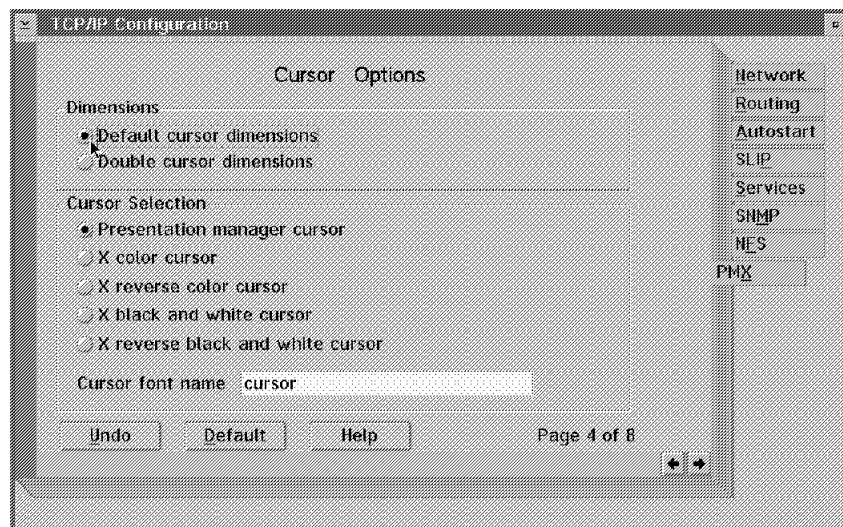 TCP/IP Configuration
Cursor Options
Dimensions
Default cursor dimensions
Double cursor dimensions
Cursor Selection
Presentation manager cursor
X color cursor
X reverse color cursor
X black and white cursor
X reverse black and white cursor
Cursor font name cursor
Undo Default Help Page 4 of 8
Network
Routing
Autostart
SLIP
Services
SNMP
NFS
PMX